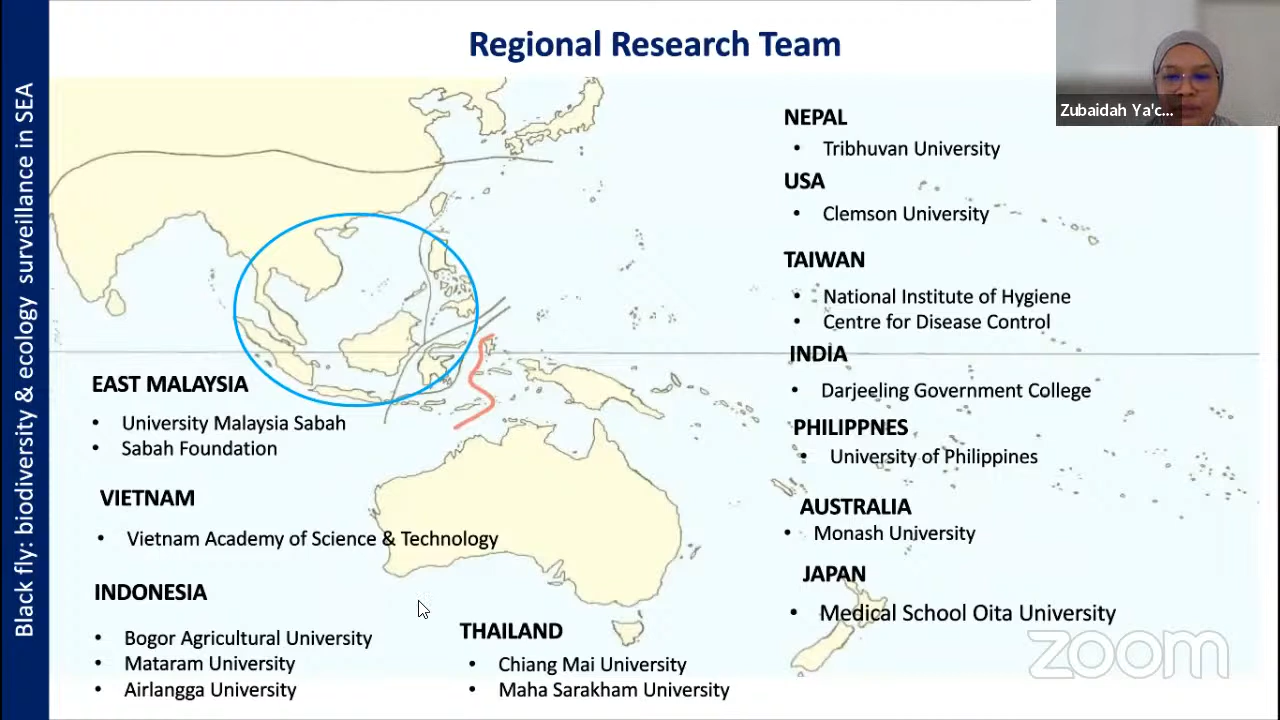 Regional Research Team
Black fly: biodiversity & ecology surveillance in SEA
Zubaidah Ya'c...
NEPAL
• Tribhuvan University
USA
• Clemson University
TAIWAN
• National Institute of Hygiene
• Centre for Disease Control
INDIA
• Darjeeling Government College
PHILIPPNES
• University of Philippines
AUSTRALIA
• Monash University
JAPAN
• Medical School Oita University
EAST MALAYSIA
• University Malaysia Sabah
• Sabah Foundation
VIETNAM
• Vietnam Academy of Science & Technology
INDONESIA
• Bogor Agricultural University
• Mataram University
• Airlangga University
THAILAND
• Chiang Mai University
• Maha Sarakham University
zoom